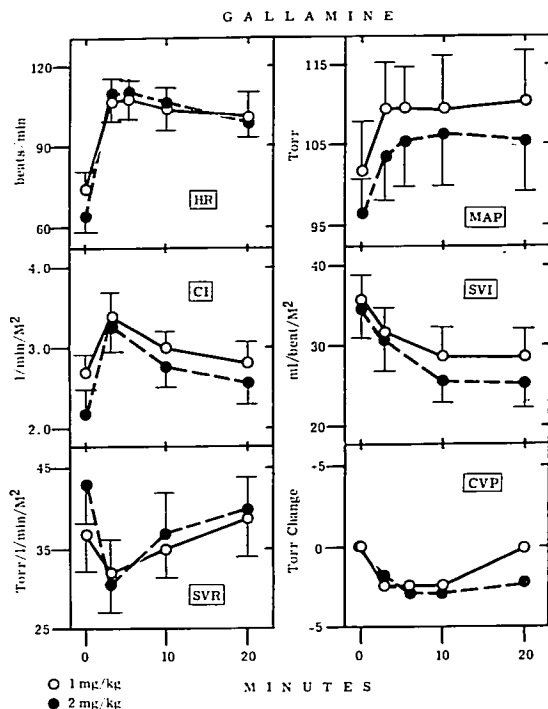 GALLAMINE
120
100
60
beats/min
HR
115
105
95
Torr
MAP
4.0
3.0
2.0
l/min/M²
CI
40
30
20
ml/beat/M²
SVI
45
35
25
Torr/l/min/M²
SVR
+5
0
-5
Torr Change
CVP
0 10 20
0 10 20
○ 1 mg/kg
● 2 mg/kg
MINUTES